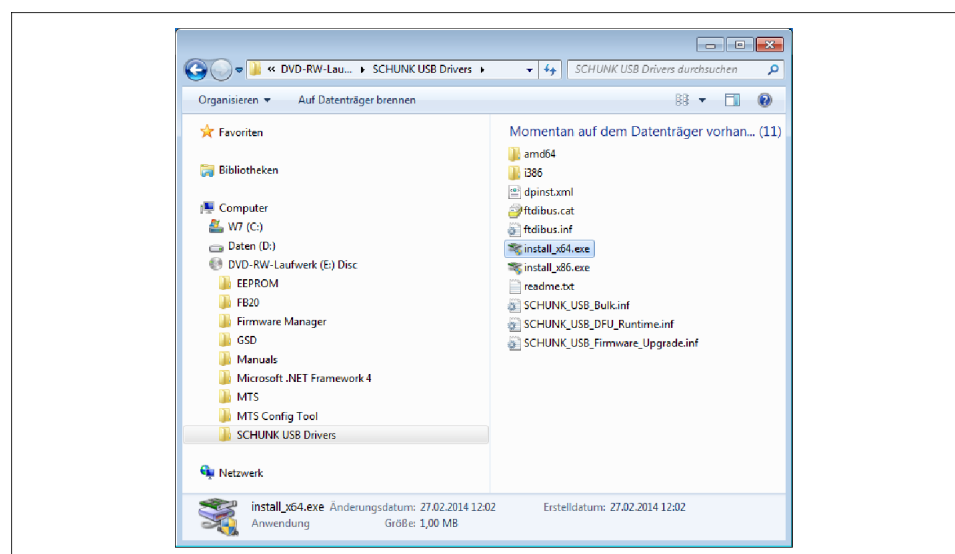 « DVD-RW-Lau... ▸ SCHUNK USB Drivers ▸
SCHUNK USB Drivers durchsuchen
Organisieren
Auf Datenträger brennen
Favoriten
Bibliotheken
Computer
W7 (C:)
Daten (D:)
DVD-RW-Laufwerk (E:) Disc
EEPROM
FB20
Firmware Manager
GSD
Manuals
Microsoft .NET Framework 4
MTS
MTS Config Tool
SCHUNK USB Drivers
Netzwerk
Momentan auf dem Datenträger vorhan... (11)
amd64
i386
dpinst.xml
ftdibus.cat
ftdibus.inf
install_x64.exe
install_x86.exe
readme.txt
SCHUNK_USB_Bulk.inf
SCHUNK_USB_DFU_Runtime.inf
SCHUNK_USB_Firmware_Upgrade.inf
install_x64.exe Änderungsdatum: 27.02.2014 12:02 Erstelldatum: 27.02.2014 12:02
Anwendung Größe: 1,00 MB